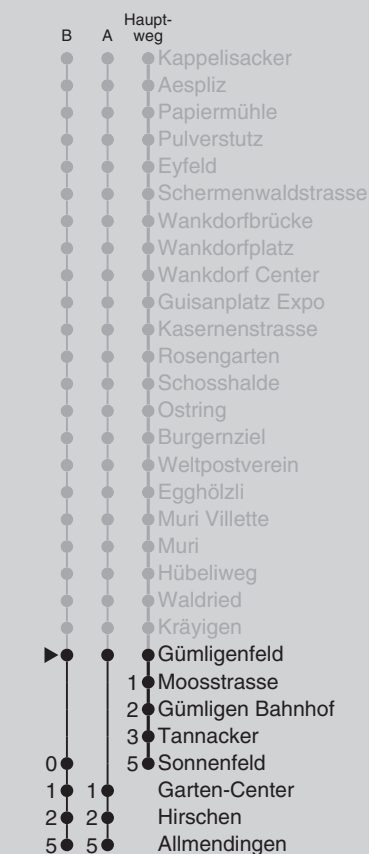 Haupt-
B A weg
Kappelisacker
Aespliz
Papiermühle
Pulverstutz
Eyfeld
Schermenwaldstrasse
Wankdorfbrücke
Wankdorfplatz
Wankdorf Center
Guisanplatz Expo
Kasernenstrasse
Rosengarten
Schosshalde
Ostring
Burgernziel
Weltpostverein
Egghölzli
Muri Villette
Muri
Hübeliweg
Waldried
Kräyigen
Gümligenfeld
1 Moosstrasse
2 Gümligen Bahnhof
3 Tannacker
0 5 Sonnenfeld
1 1 Garten-Center
2 2 Hirschen
5 5 Allmendingen